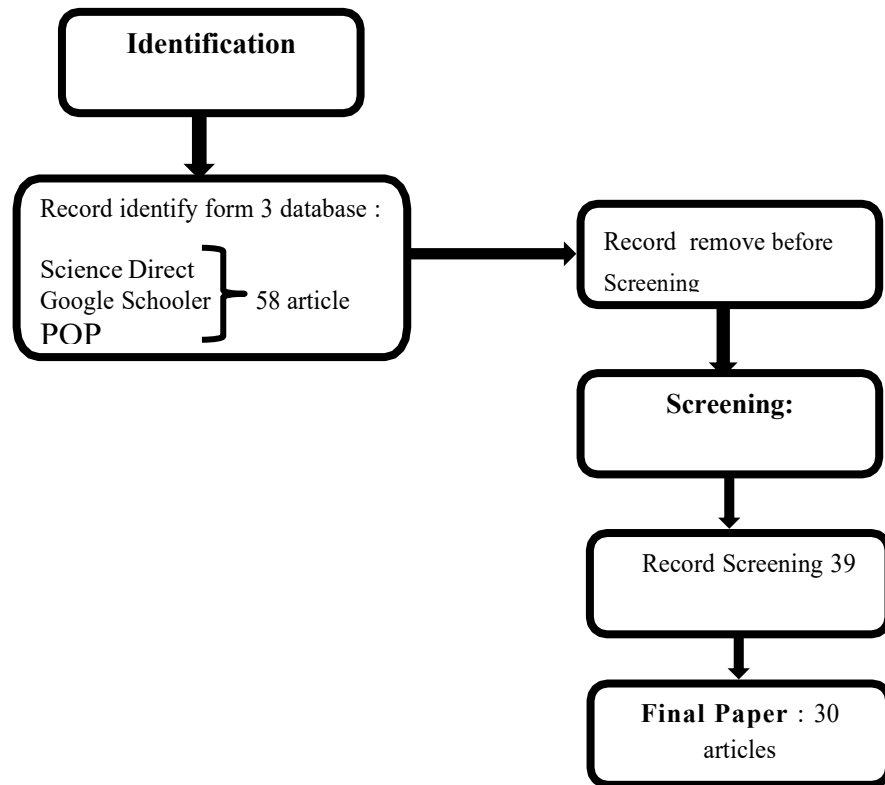 Identification
Record identify form 3 database :
Science Direct
Google Schooler
58 article
POP
Record remove before
Screening
Screening:
Record Screening 39
Final Paper : 30
articles